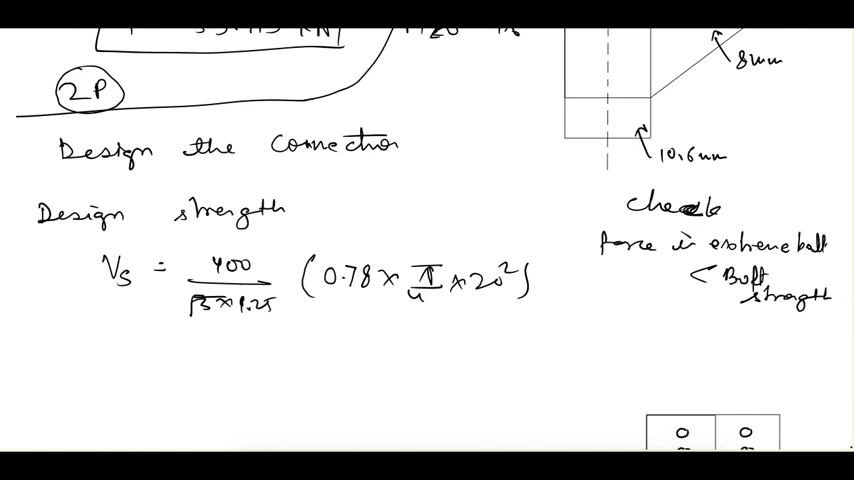 2P
8mm
Design the connection
10.6mm
Design strength
check
force in extreme bolt
< Bolt
strength
Vs = 400 / √3 × 1.25 (0.78 × π/4 × 20²)